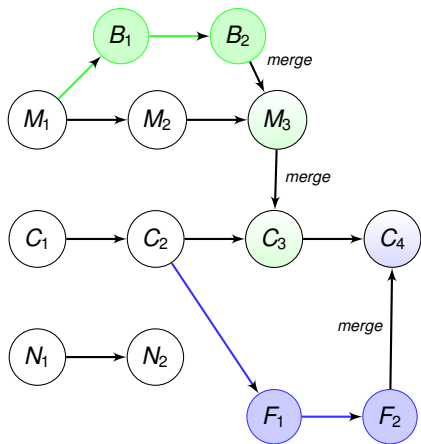 B₁
B₂
merge
M₁
M₂
M₃
merge
C₁
C₂
C₃
C₄
merge
N₁
N₂
F₁
F₂